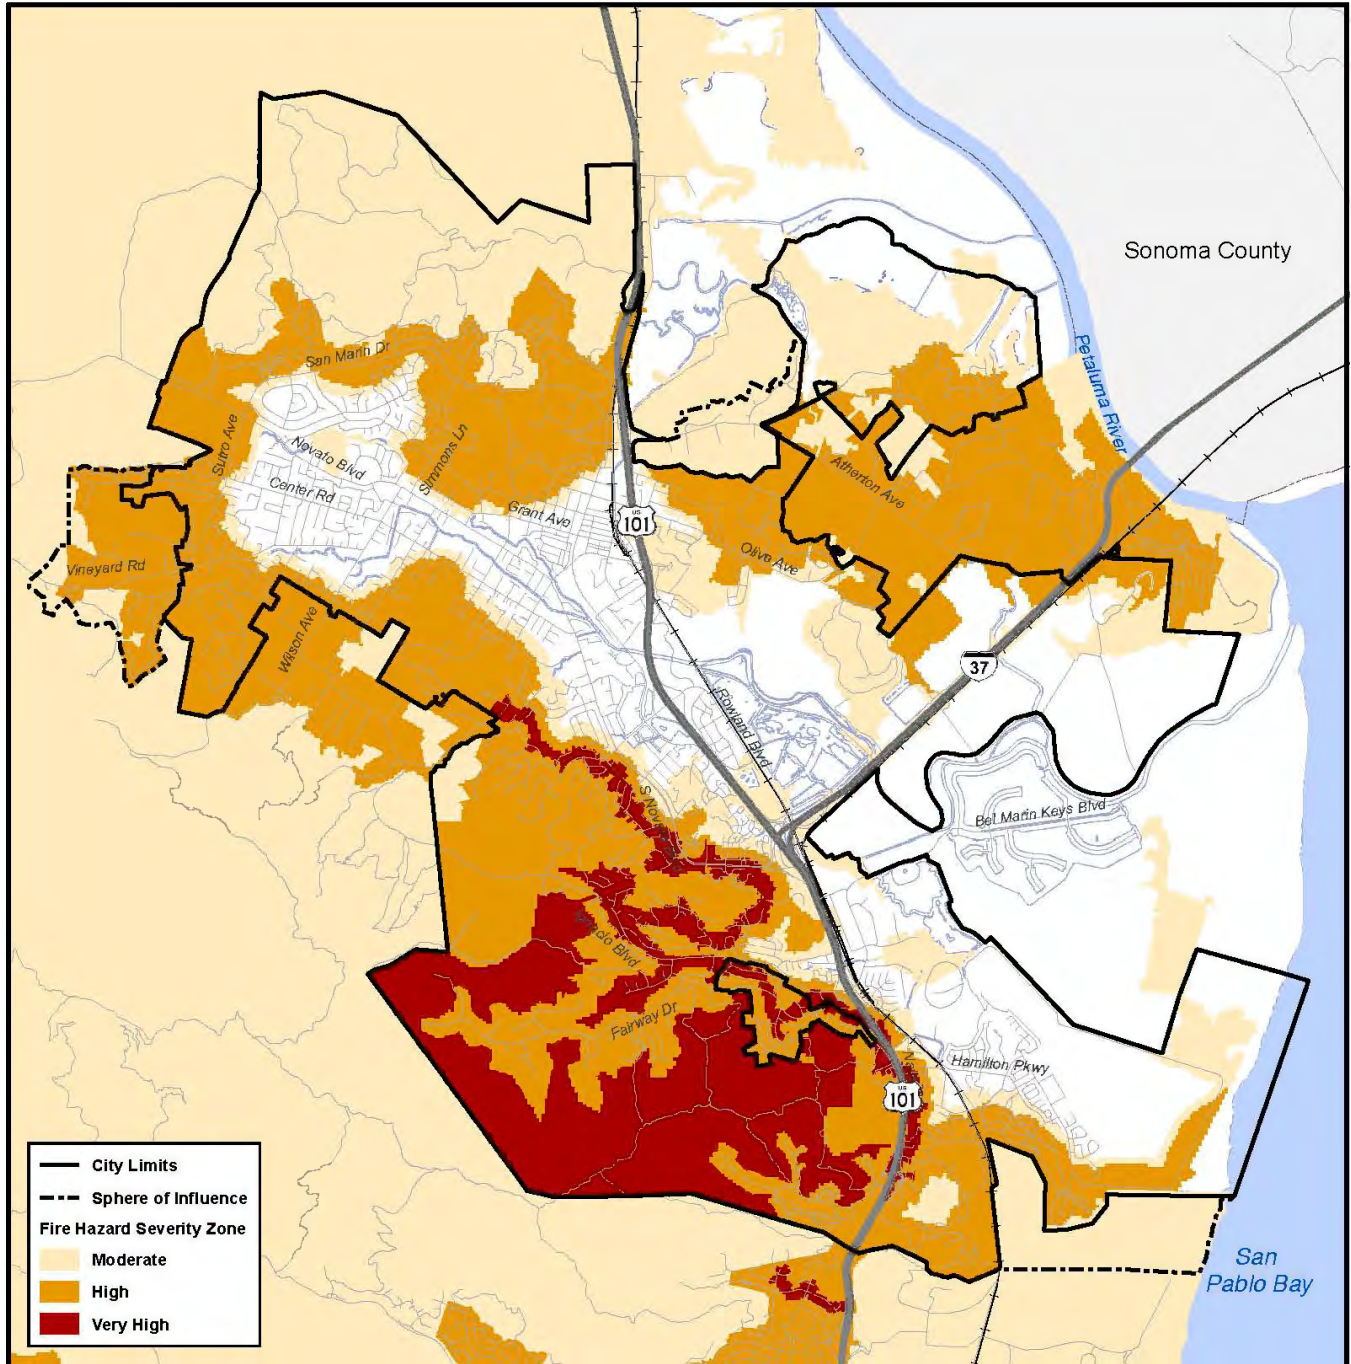 Sonoma County
Petaluma River
San Marin Dr
Sutro Ave
Novato Blvd
Simmons Ln
Center Rd
Grant Ave
US
101
Atherton Ave
Olive Ave
Vineyard Rd
Wilson Ave
37
Rowland Blvd
S Novato
Bel Marin Keys Blvd
Blvd
Fairway Dr
Hamilton Pkwy
US
101
City Limits
Sphere of Influence
Fire Hazard Severity Zone
Moderate
High
Very High
San
Pablo Bay